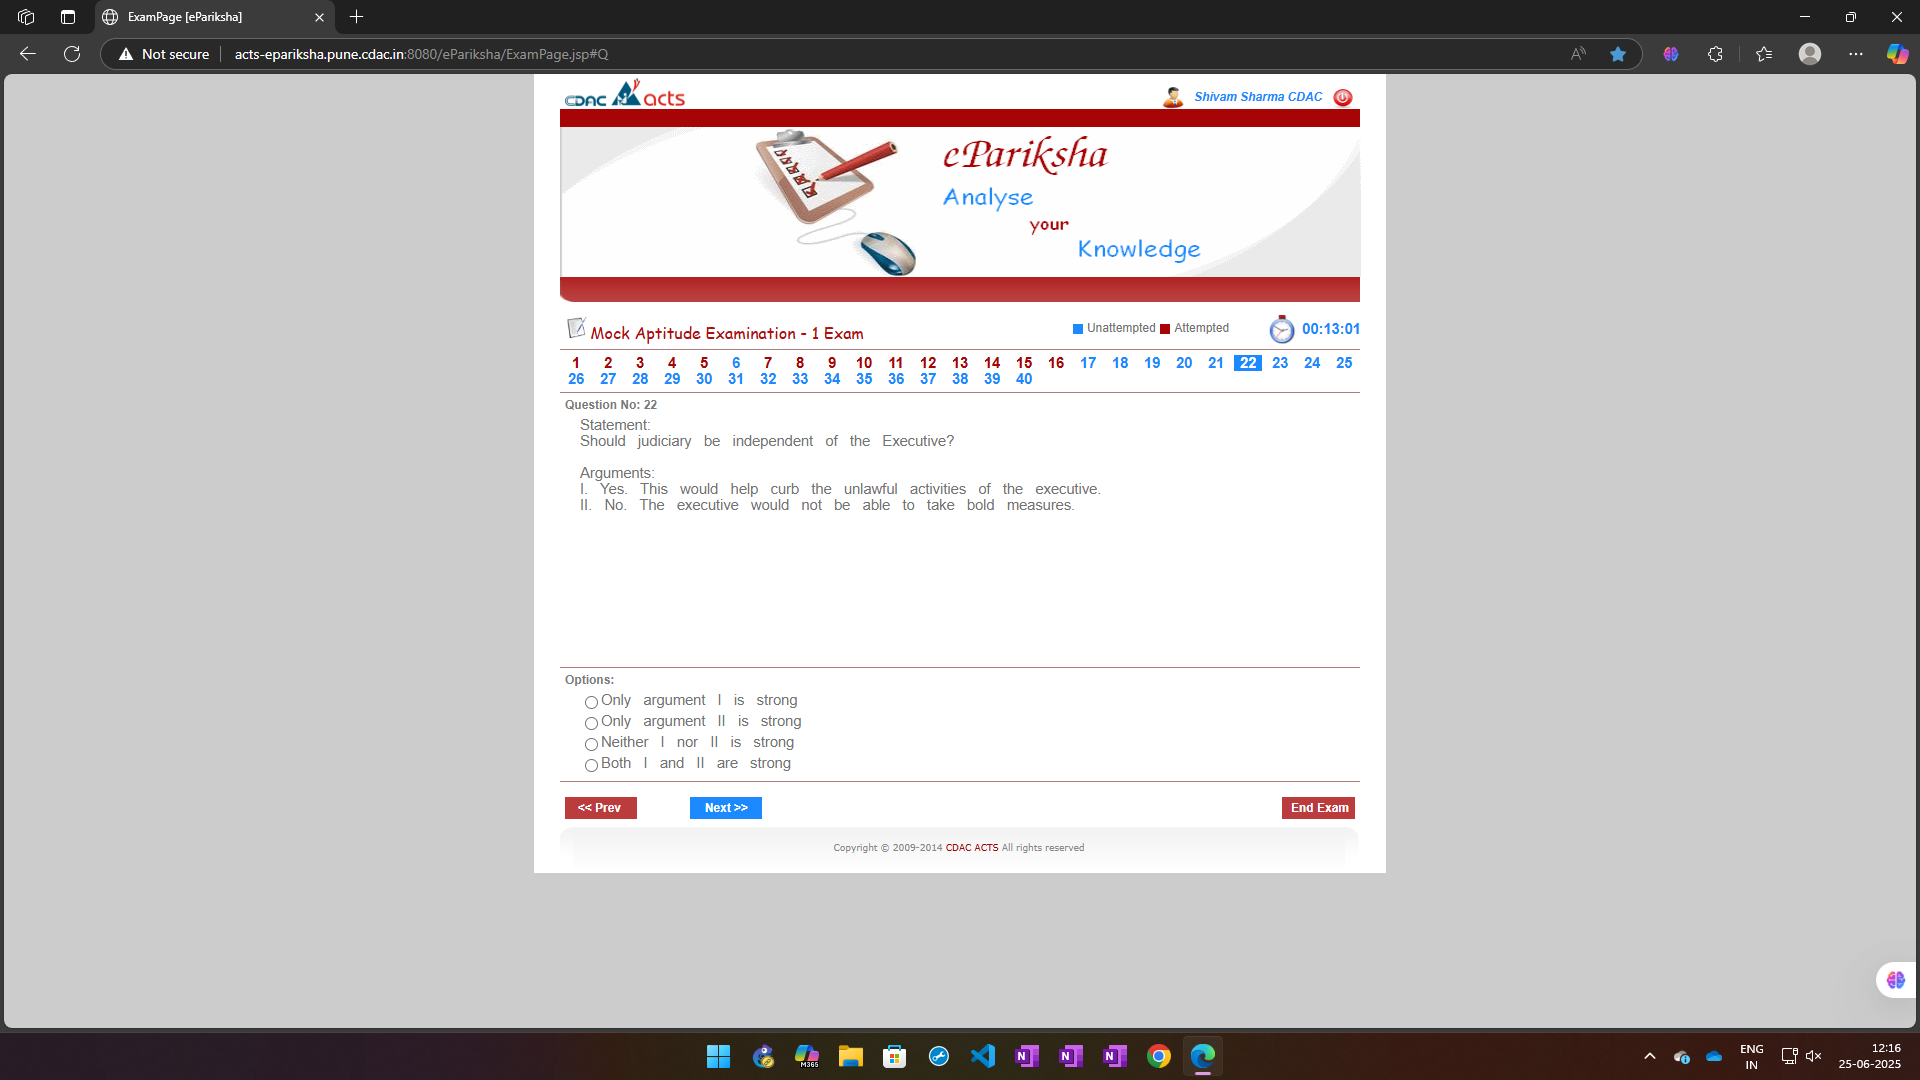 ExamPage [ePariksha]
Not secure
acts-epariksha.pune.cdac.in:8080/ePariksha/ExamPage.jsp#Q
CDAC acts
Shivam Sharma CDAC
ePariksha
Analyse
your
Knowledge
Mock Aptitude Examination - 1 Exam
Unattempted Attempted
00:13:01
1 2 3 4 5 6 7 8 9 10 11 12 13 14 15 16 17 18 19 20 21 22 23 24 25
26 27 28 29 30 31 32 33 34 35 36 37 38 39 40
Question No: 22
Statement:
Should judiciary be independent of the Executive?
Arguments:
I. Yes. This would help curb the unlawful activities of the executive.
II. No. The executive would not be able to take bold measures.
Options:
Only argument I is strong
Only argument II is strong
Neither I nor II is strong
Both I and II are strong
<< Prev
Next >>
End Exam
Copyright © 2009-2014 CDAC ACTS All rights reserved
M365
N
N
N
ENG
IN
12:16
25-06-2025